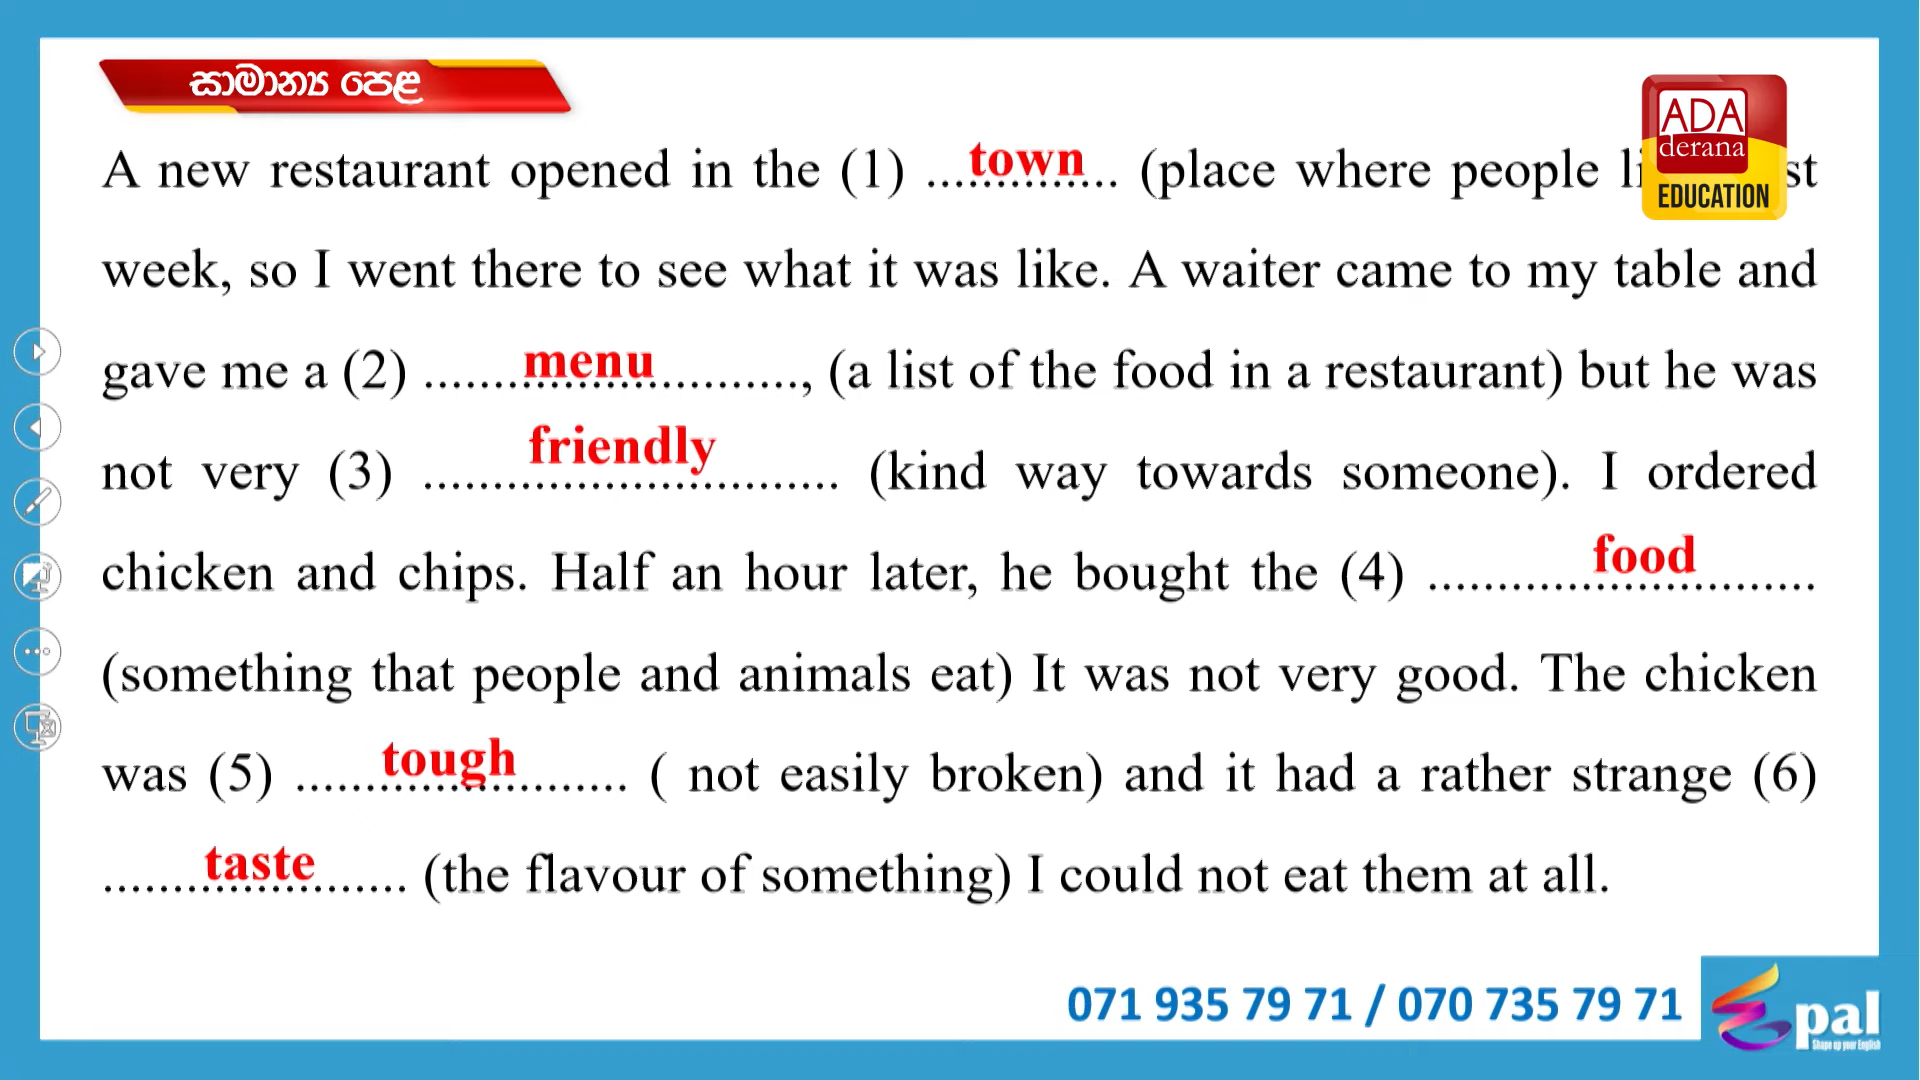 සාමාන්‍ය පෙළ
ADA
derana
EDUCATION
A new restaurant opened in the (1) .............. (place where people
town
week, so I went there to see what it was like. A waiter came to my table and
gave me a (2) ..........................., (a list of the food in a restaurant) but he was
menu
not very (3) .............................. (kind way towards someone). I ordered
friendly
chicken and chips. Half an hour later, he bought the (4) ............................
food
(something that people and animals eat) It was not very good. The chicken
was (5) ........................ ( not easily broken) and it had a rather strange (6)
tough
...................... (the flavour of something) I could not eat them at all.
taste
071 935 79 71 / 070 735 79 71
pal
Shape up your English